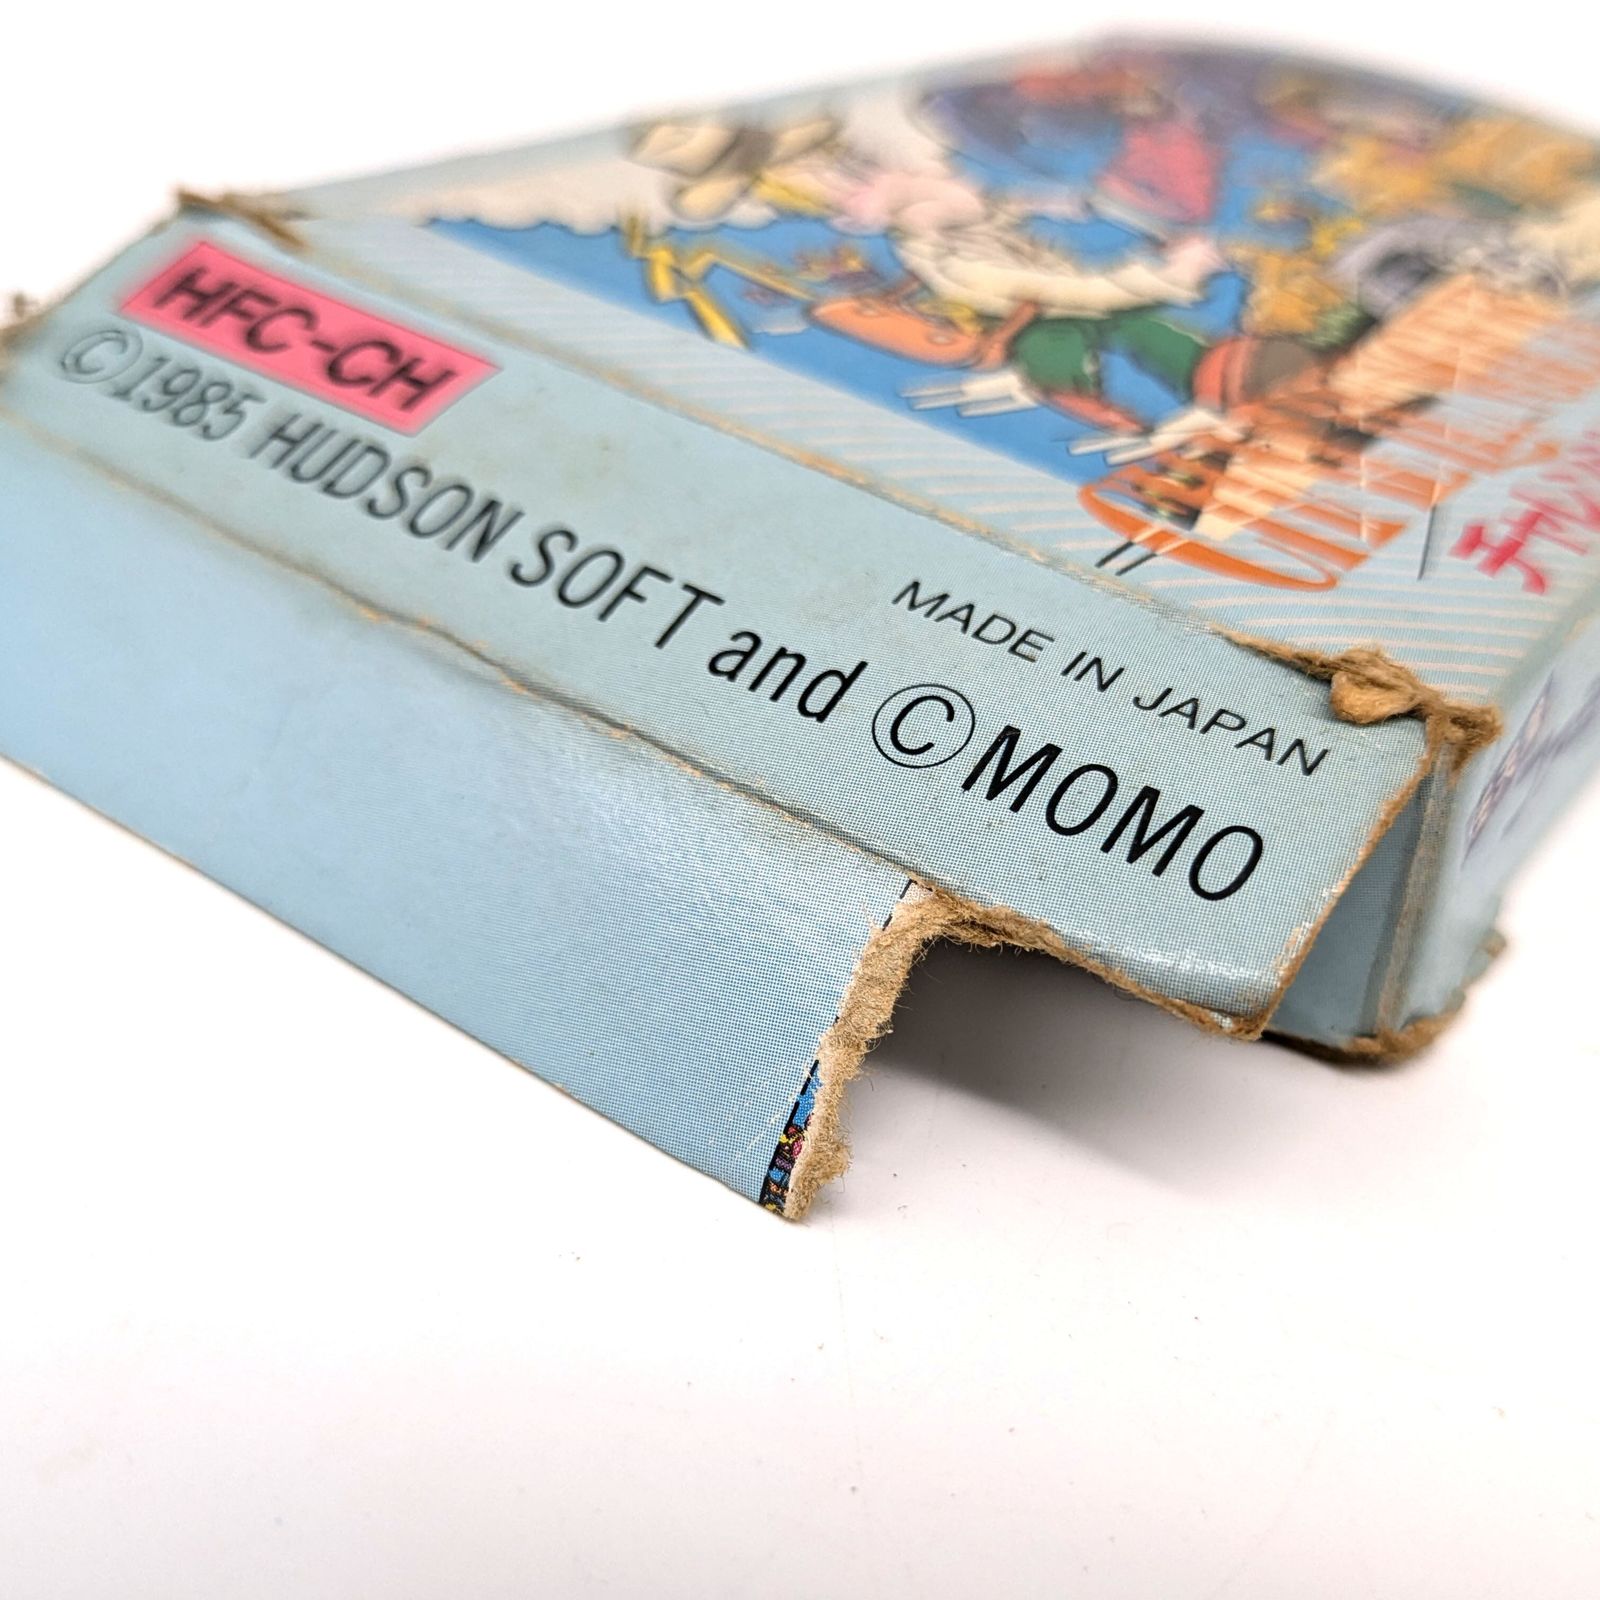 HFC-CH
MADE IN JAPAN
©1985 HUDSON SOFT and ©MOMO